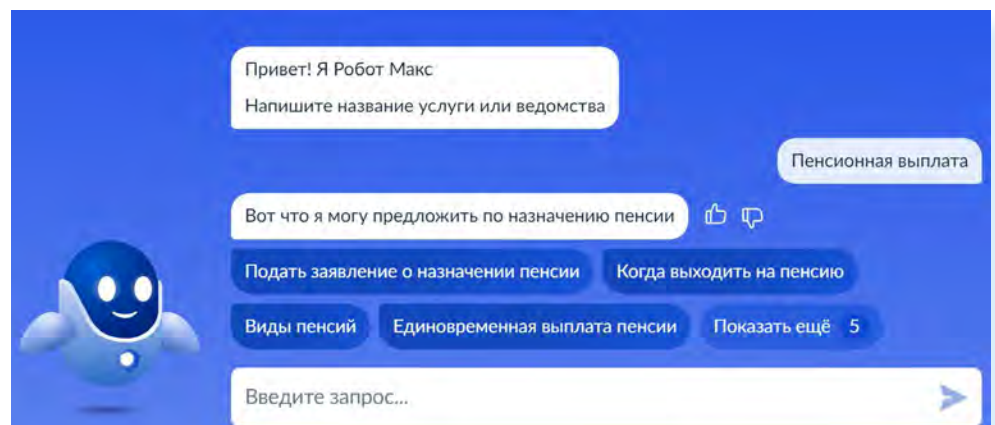 Привет! Я Робот Макс
Напишите название услуги или ведомства
Пенсионная выплата
Вот что я могу предложить по назначению пенсии
Подать заявление о назначении пенсии
Когда выходить на пенсию
Виды пенсий
Единовременная выплата пенсии
Показать ещё 5
Введите запрос...